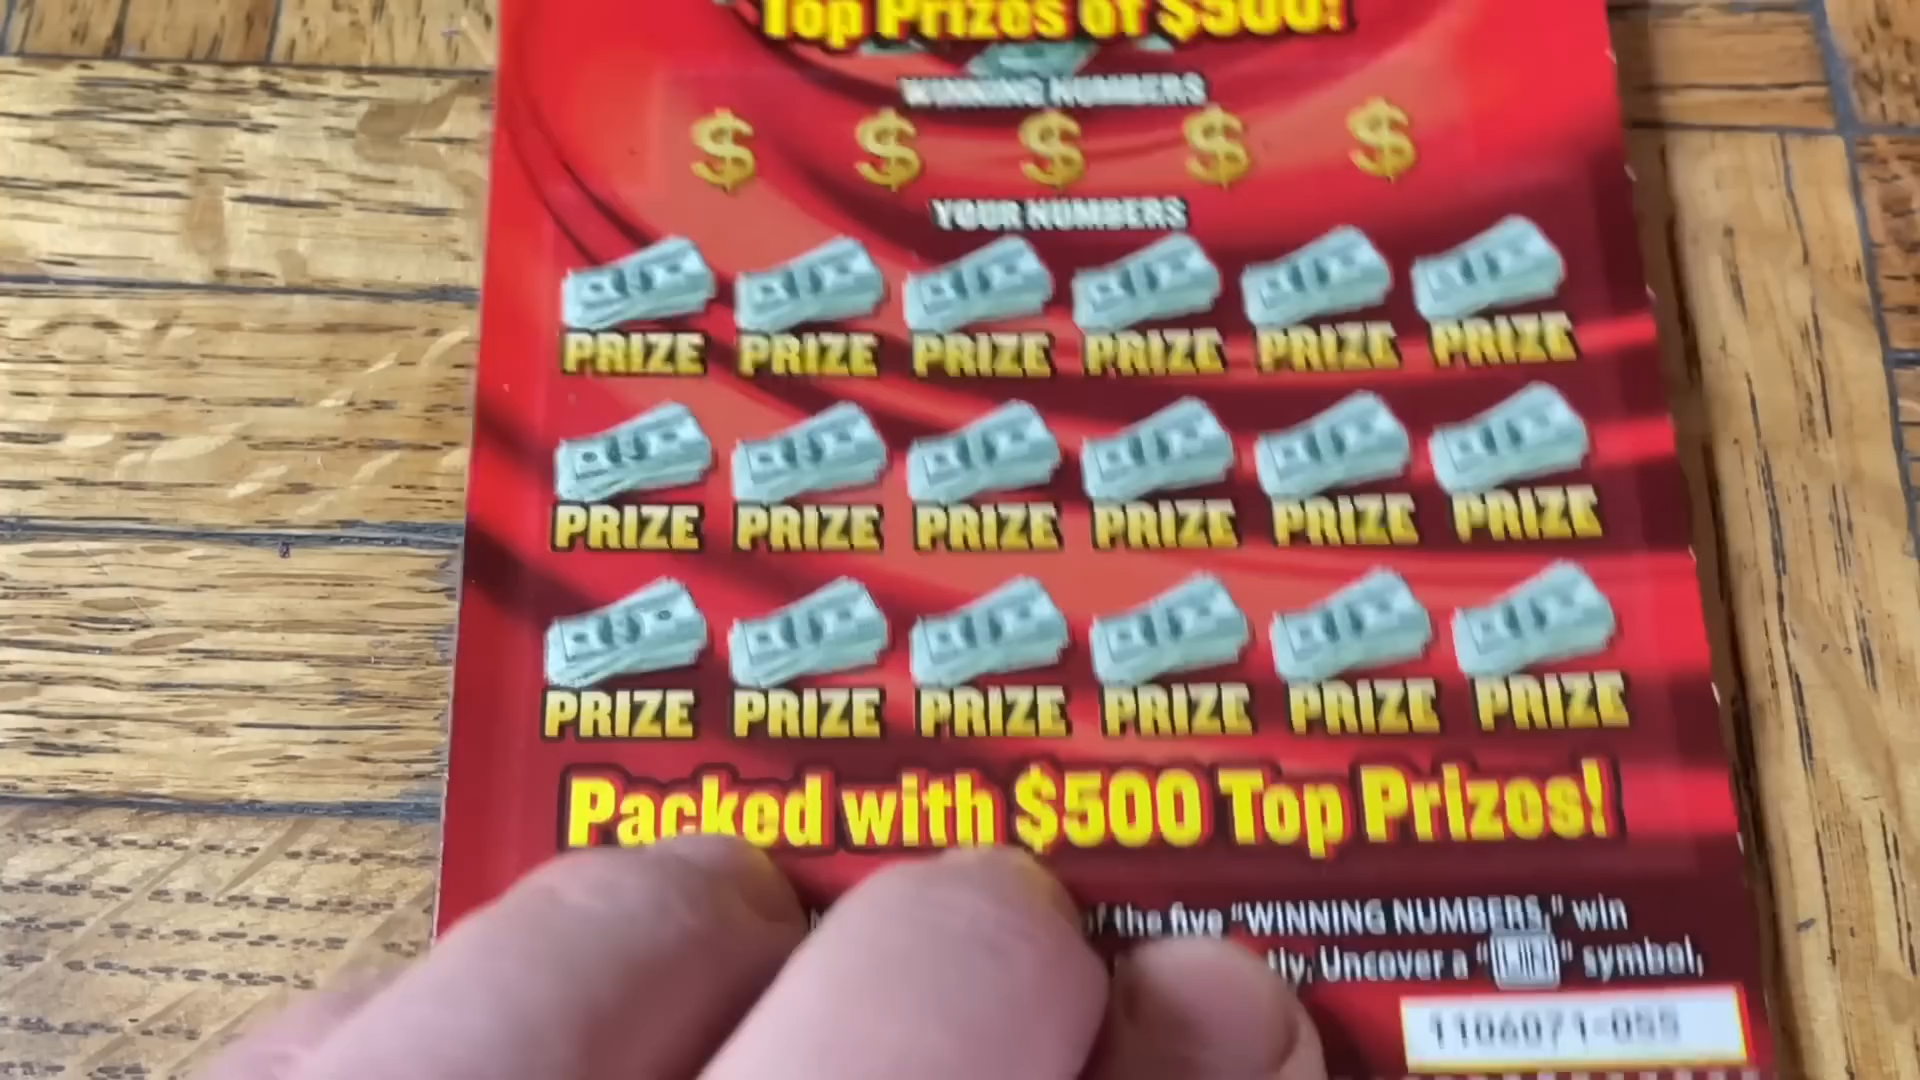 Top Prizes of $500!
WINNING NUMBERS
$ $ $ $ $
YOUR NUMBERS
PRIZE PRIZE PRIZE PRIZE PRIZE PRIZE
PRIZE PRIZE PRIZE PRIZE PRIZE PRIZE
PRIZE PRIZE PRIZE PRIZE PRIZE PRIZE
Packed with $500 Top Prizes!
of the five "WINNING NUMBERS," win
Uncover a "WIN" symbol,
1106071-055